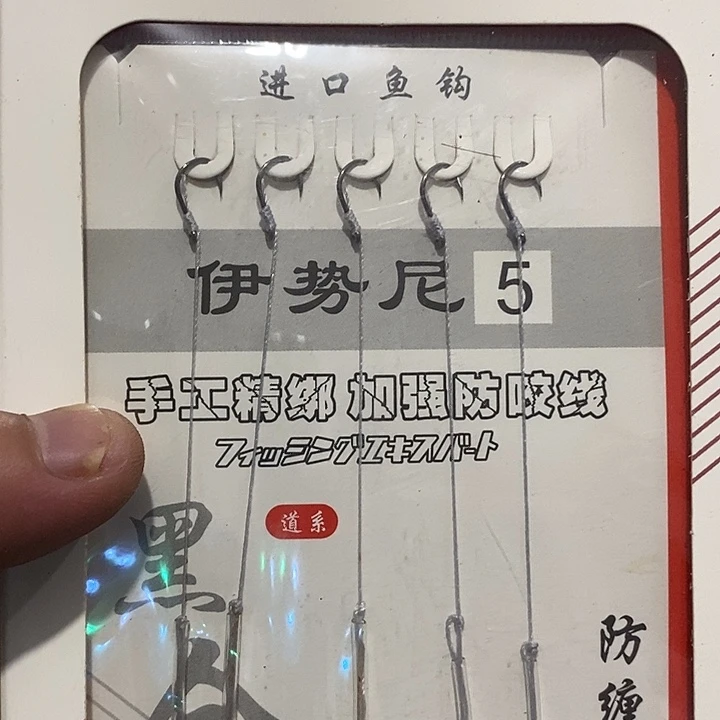 进口鱼钩
伊势尼 5
手工精绑 加强防咬线
フィッシングエキスパート
道系
黑
防缠